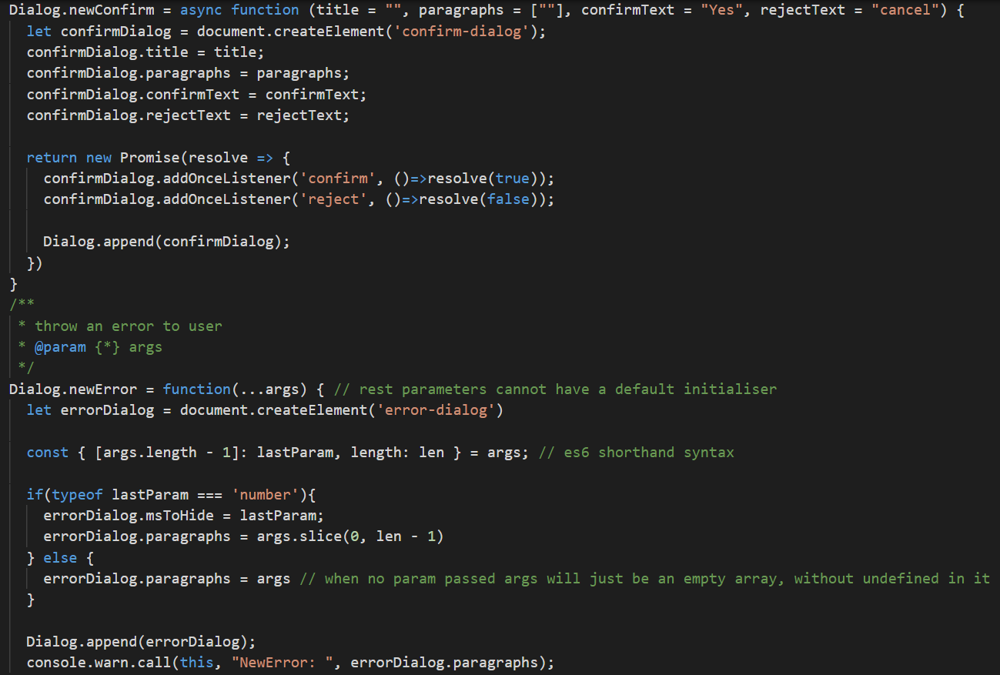 Dialog.newConfirm = async function (title = "", paragraphs = [""], confirmText = "Yes", rejectText = "cancel") {
let confirmDialog = document.createElement('confirm-dialog');
confirmDialog.title = title;
confirmDialog.paragraphs = paragraphs;
confirmDialog.confirmText = confirmText;
confirmDialog.rejectText = rejectText;
return new Promise(resolve => {
confirmDialog.addOnceListener('confirm', ()=>resolve(true));
confirmDialog.addOnceListener('reject', ()=>resolve(false));
Dialog.append(confirmDialog);
})
}
/**
* throw an error to user
* @param {*} args
*/
Dialog.newError = function(...args) { // rest parameters cannot have a default initialiser
let errorDialog = document.createElement('error-dialog')
const { [args.length - 1]: lastParam, length: len } = args; // es6 shorthand syntax
if(typeof lastParam === 'number'){
errorDialog.msToHide = lastParam;
errorDialog.paragraphs = args.slice(0, len - 1)
} else {
errorDialog.paragraphs = args // when no param passed args will just be an empty array, without undefined in it
}
Dialog.append(errorDialog);
console.warn.call(this, "NewError: ", errorDialog.paragraphs);